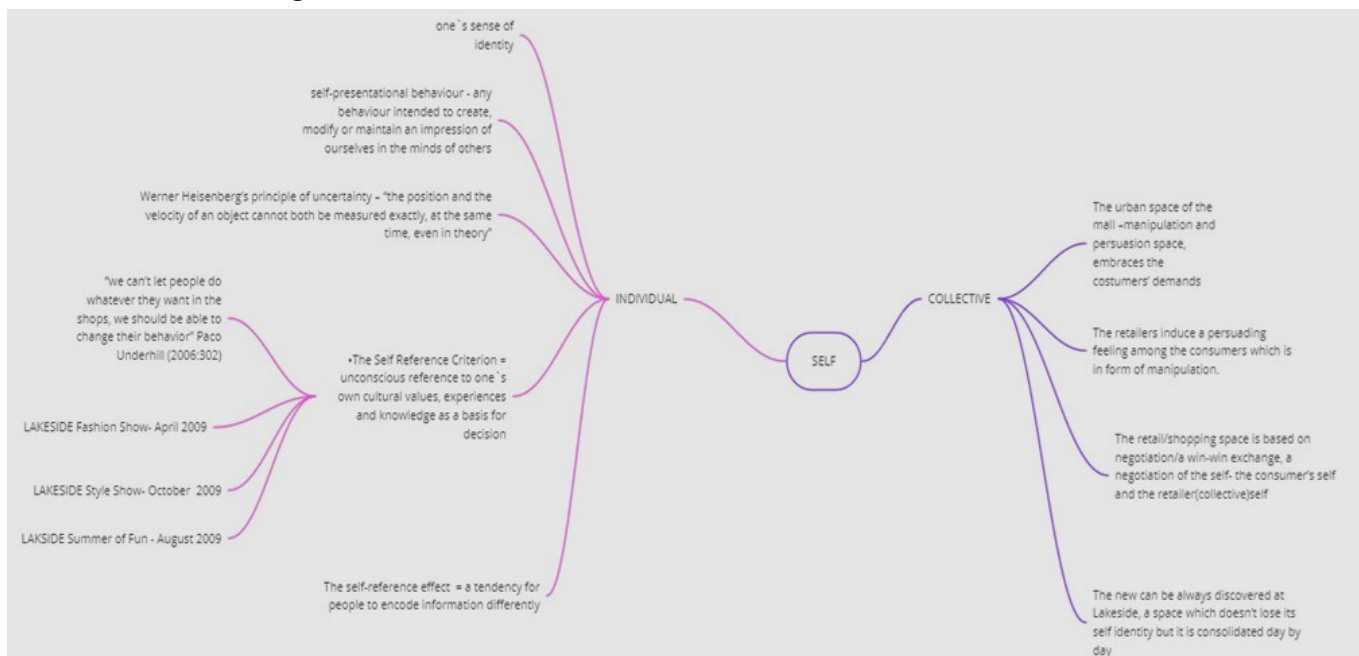 one`s sense of
identity
self-presentational behaviour - any
behaviour intended to create,
modify or maintain an impression of
ourselves in the minds of others
Werner Heisenberg's principle of uncertainty – "the position and the
velocity of an object cannot both be measured exactly, at the same
time, even in theory"
"we can't let people do
whatever they want in the
shops, we should be able to
change their behavior" Paco
Underhill (2006:302)
LAKESIDE Fashion Show- April 2009
LAKESIDE Style Show- October 2009
LAKSIDE Summer of Fun - August 2009
•The Self Reference Criterion =
unconscious reference to one`s
own cultural values, experiences
and knowledge as a basis for
decision
The self-reference effect = a tendency for
people to encode information differently
INDIVIDUAL
SELF
COLLECTIVE
The urban space of the
mall –manipulation and
persuasion space,
embraces the
costumers' demands
The retailers induce a persuading
feeling among the consumers which is
in form of manipulation.
The retail/shopping space is based on
negotiation/a win-win exchange, a
negotiation of the self- the consumer's self
and the retailer(collective)self
The new can be always discovered at
Lakeside, a space which doesn't lose its
self identity but it is consolidated day by
day